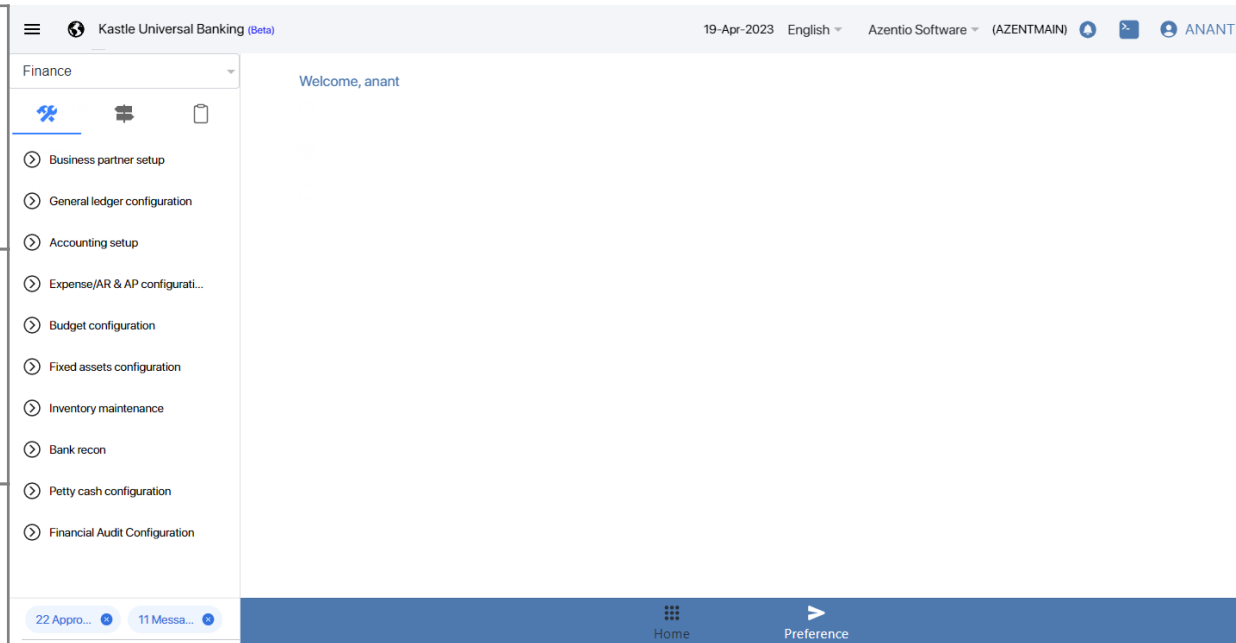 Kastle Universal Banking (Beta)
19-Apr-2023 English Azentio Software (AZENTMAIN) ANANT
Finance
Welcome, anant
Business partner setup
General ledger configuration
Accounting setup
Expense/AR & AP configurati...
Budget configuration
Fixed assets configuration
Inventory maintenance
Bank recon
Petty cash configuration
Financial Audit Configuration
22 Appro... 11 Messa...
Home Preference